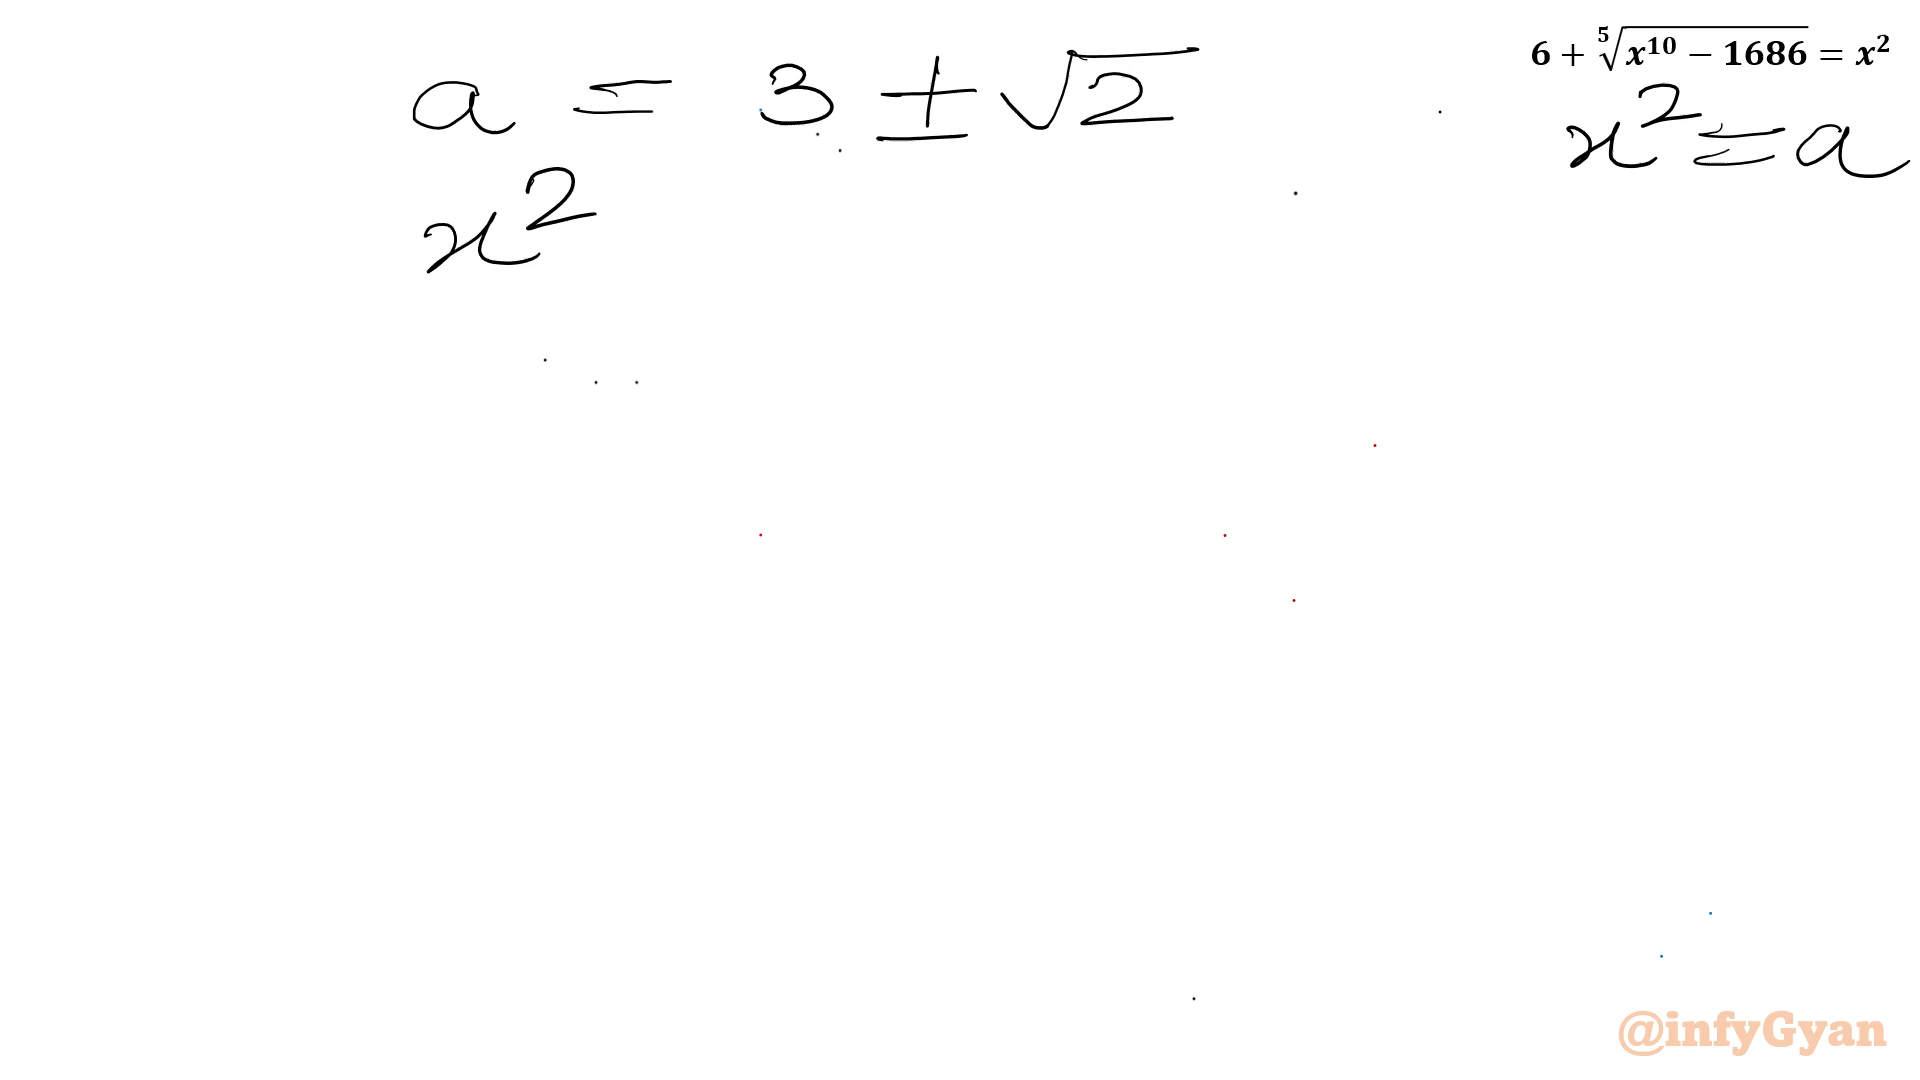 6 + ⁵√(x¹⁰ − 1686) = x²
a = 3 ± √2
x² = a
x²
@infyGyan